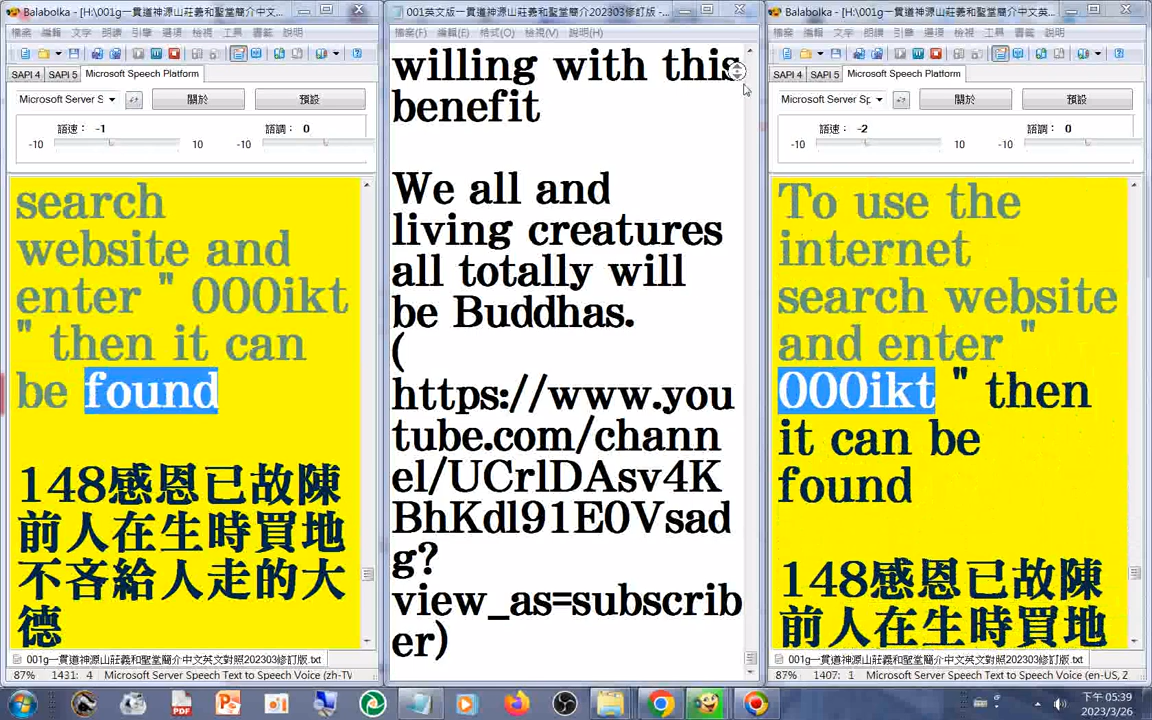 Balabolka - [H:\001g一貫道神源山莊義和聖堂簡介中文...
檔案 編輯 文字 朗讀 引擎 選項 檢視 工具 書籤 說明
SAPI 4 SAPI 5 Microsoft Speech Platform
Microsoft Server S 關於 預設
語速： -1 語調： 0
-10 10 -10
search
website and
enter " 000ikt
" then it can
be found
148感恩已故陳
前人在生時買地
不吝給人走的大
德
001g一貫道神源山莊義和聖堂簡介中文英文對照202303修訂版.txt
87% 1431: 4 Microsoft Server Speech Text to Speech Voice (zh-TV
001英文版一貫道神源山莊義和聖堂簡介202303修訂版 -...
檔案(F) 編輯(E) 格式(O) 檢視(V) 說明(H)
willing with this
benefit
We all and
living creatures
all totally will
be Buddhas.
(
https://www.you
tube.com/chann
el/UCrlDAsv4K
BhKdl91E0Vsad
g?
view_as=subscrib
er)
Balabolka - [H:\001g一貫道神源山莊義和聖堂簡介中文英...
檔案 編輯 文字 朗讀 引擎 選項 檢視 工具 書籤 說明
SAPI 4 SAPI 5 Microsoft Speech Platform
Microsoft Server Sp 關於 預設
語速： -2 語調： 0
-10 10 -10
To use the
internet
search website
and enter "
000ikt " then
it can be
found
148感恩已故陳
前人在生時買地
001g一貫道神源山莊義和聖堂簡介中文英文對照202303修訂版.txt
87% 1407: 1 Microsoft Server Speech Text to Speech Voice (en-US, Z
下午 05:39
2023/3/26